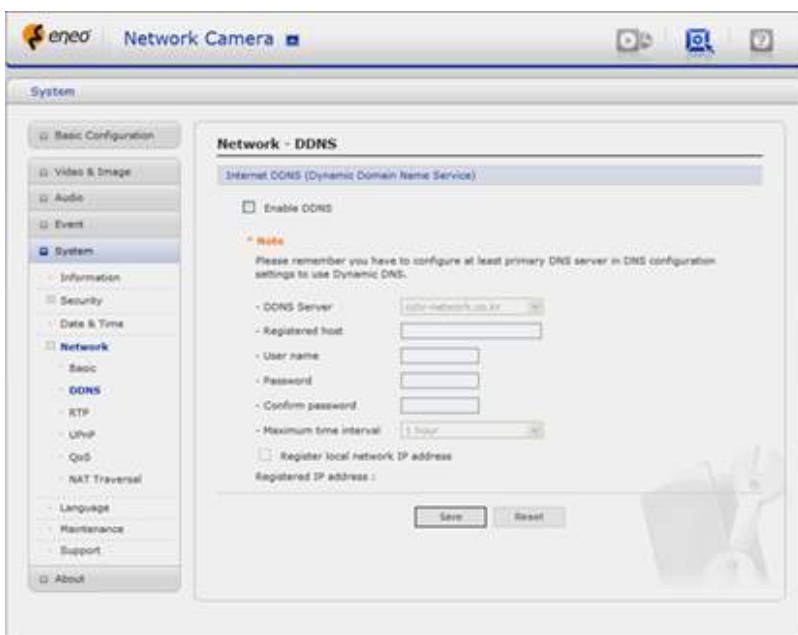 eneo
Network Camera
System
Basic Configuration
Video & Image
Audio
Event
System
Information
Security
Date & Time
Network
Basic
DDNS
RTP
UPnP
QoS
NAT Traversal
Language
Maintenance
Support
About
Network - DDNS
Internet DDNS (Dynamic Domain Name Service)
Enable DDNS
* Note
Please remember you have to configure at least primary DNS server in DNS configuration
settings to use Dynamic DNS.
- DDNS Server
- Registered host
- User name
- Password
- Confirm password
- Maximum time interval 1 hour
Register local network IP address
Registered IP address :
Save Reset